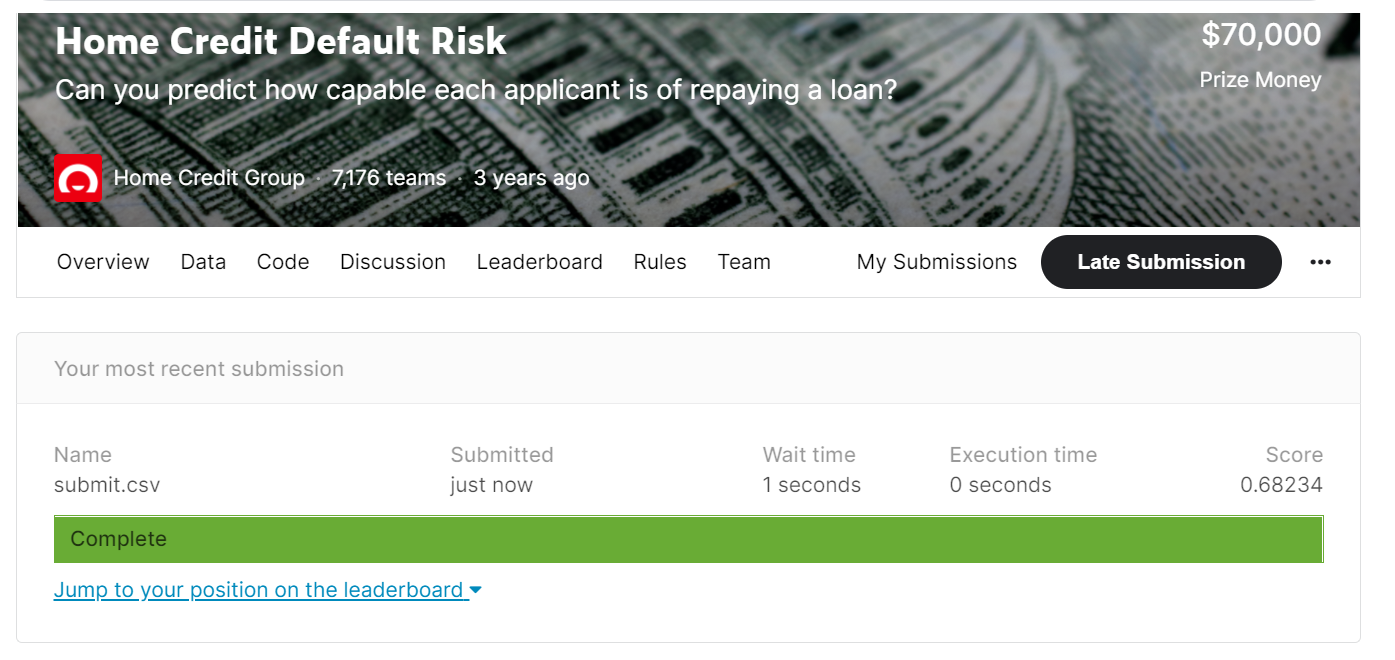 Home Credit Default Risk
$70,000
Can you predict how capable each applicant is of repaying a loan?
Prize Money
Home Credit Group · 7,176 teams · 3 years ago
Overview Data Code Discussion Leaderboard Rules Team My Submissions Late Submission ...
Your most recent submission
Name Submitted Wait time Execution time Score
submit.csv just now 1 seconds 0 seconds 0.68234
Complete
Jump to your position on the leaderboard